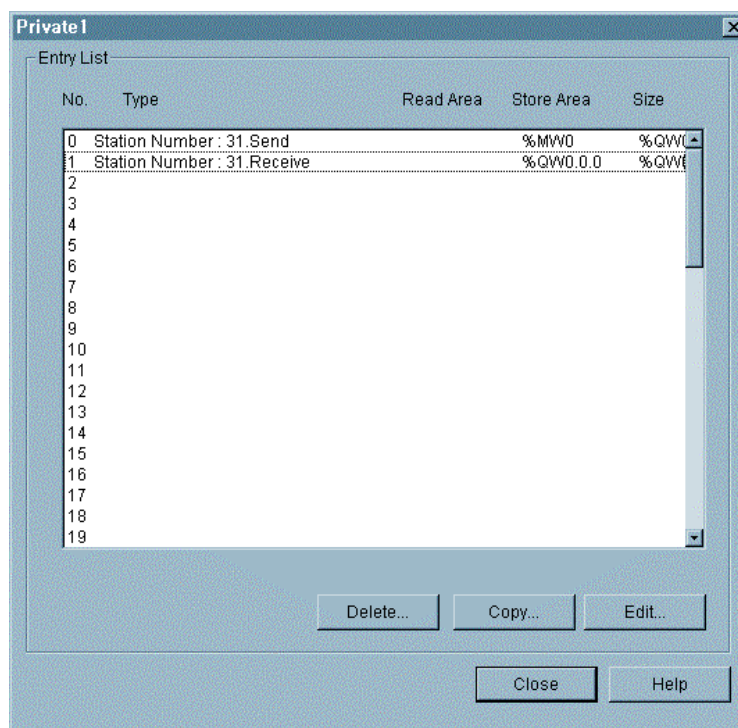 Private1
Entry List
No. Type Read Area Store Area Size
0 Station Number : 31.Send %MW0 %QW
1 Station Number : 31.Receive %QW0.0.0 %QW
2
3
4
5
6
7
8
9
10
11
12
13
14
15
16
17
18
19
Delete... Copy... Edit...
Close Help